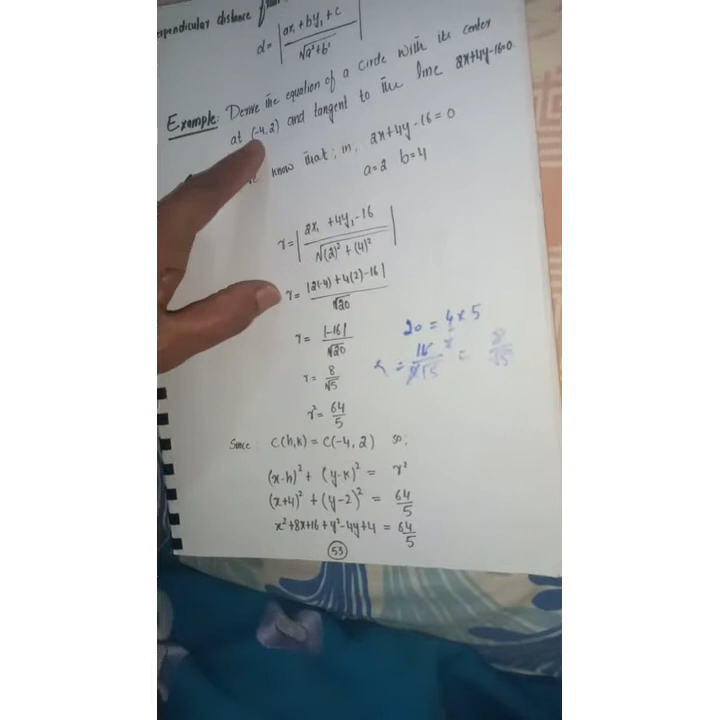 perpendicular distance
d = |ax₁ + by₁ + c / √a²+b²|
Example: Derive the equation of a circle with its center
at (-4,2) and tangent to the line 2x+4y-16=0.
know that; in, 2x+4y-16=0
a=2 b=4
r = |2x₁ + 4y₁ - 16 / √(2)² + (4)²|
r = |2(-4) + 4(2) - 16| / √20
r = |-16| / √20
20 = 4 × 5
r = 8/√5
r = 16/2√5 = 8/√5
r² = 64/5
Since: C(h,k) = C(-4,2) so,
(x-h)² + (y-k)² = r²
(x+4)² + (y-2)² = 64/5
x²+8x+16+y²-4y+4 = 64/5
53